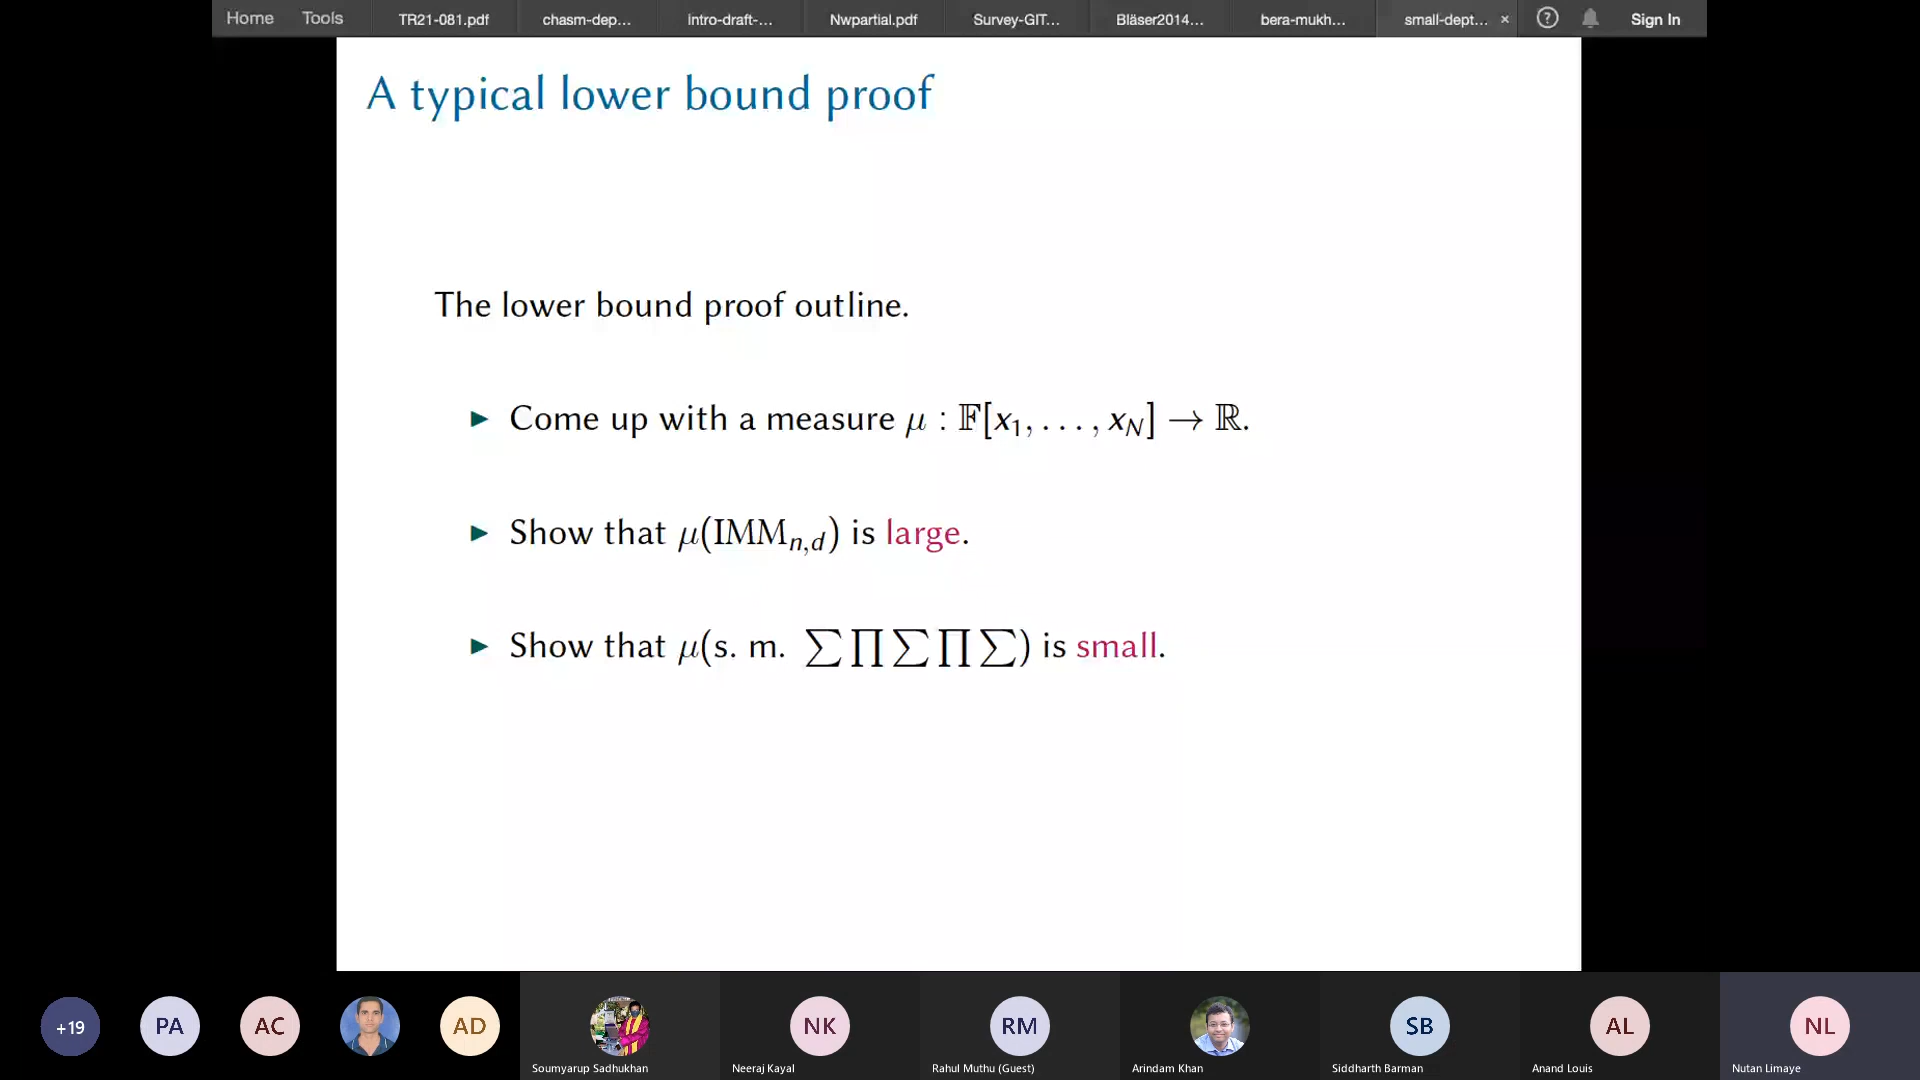 Home Tools TR21-081.pdf chasm-dep... intro-draft-... Nwpartial.pdf Survey-GIT... Bläser2014... bera-mukh... small-dept... × ? Sign In
A typical lower bound proof
The lower bound proof outline.
▶ Come up with a measure μ : 𝔽[x₁, . . . , x_N] → ℝ.
▶ Show that μ(IMM_{n,d}) is large.
▶ Show that μ(s. m. ∑∏∑∏∑) is small.
+19 PA AC AD NK RM SB AL NL
Soumyarup Sadhukhan Neeraj Kayal Rahul Muthu (Guest) Arindam Khan Siddharth Barman Anand Louis Nutan Limaye